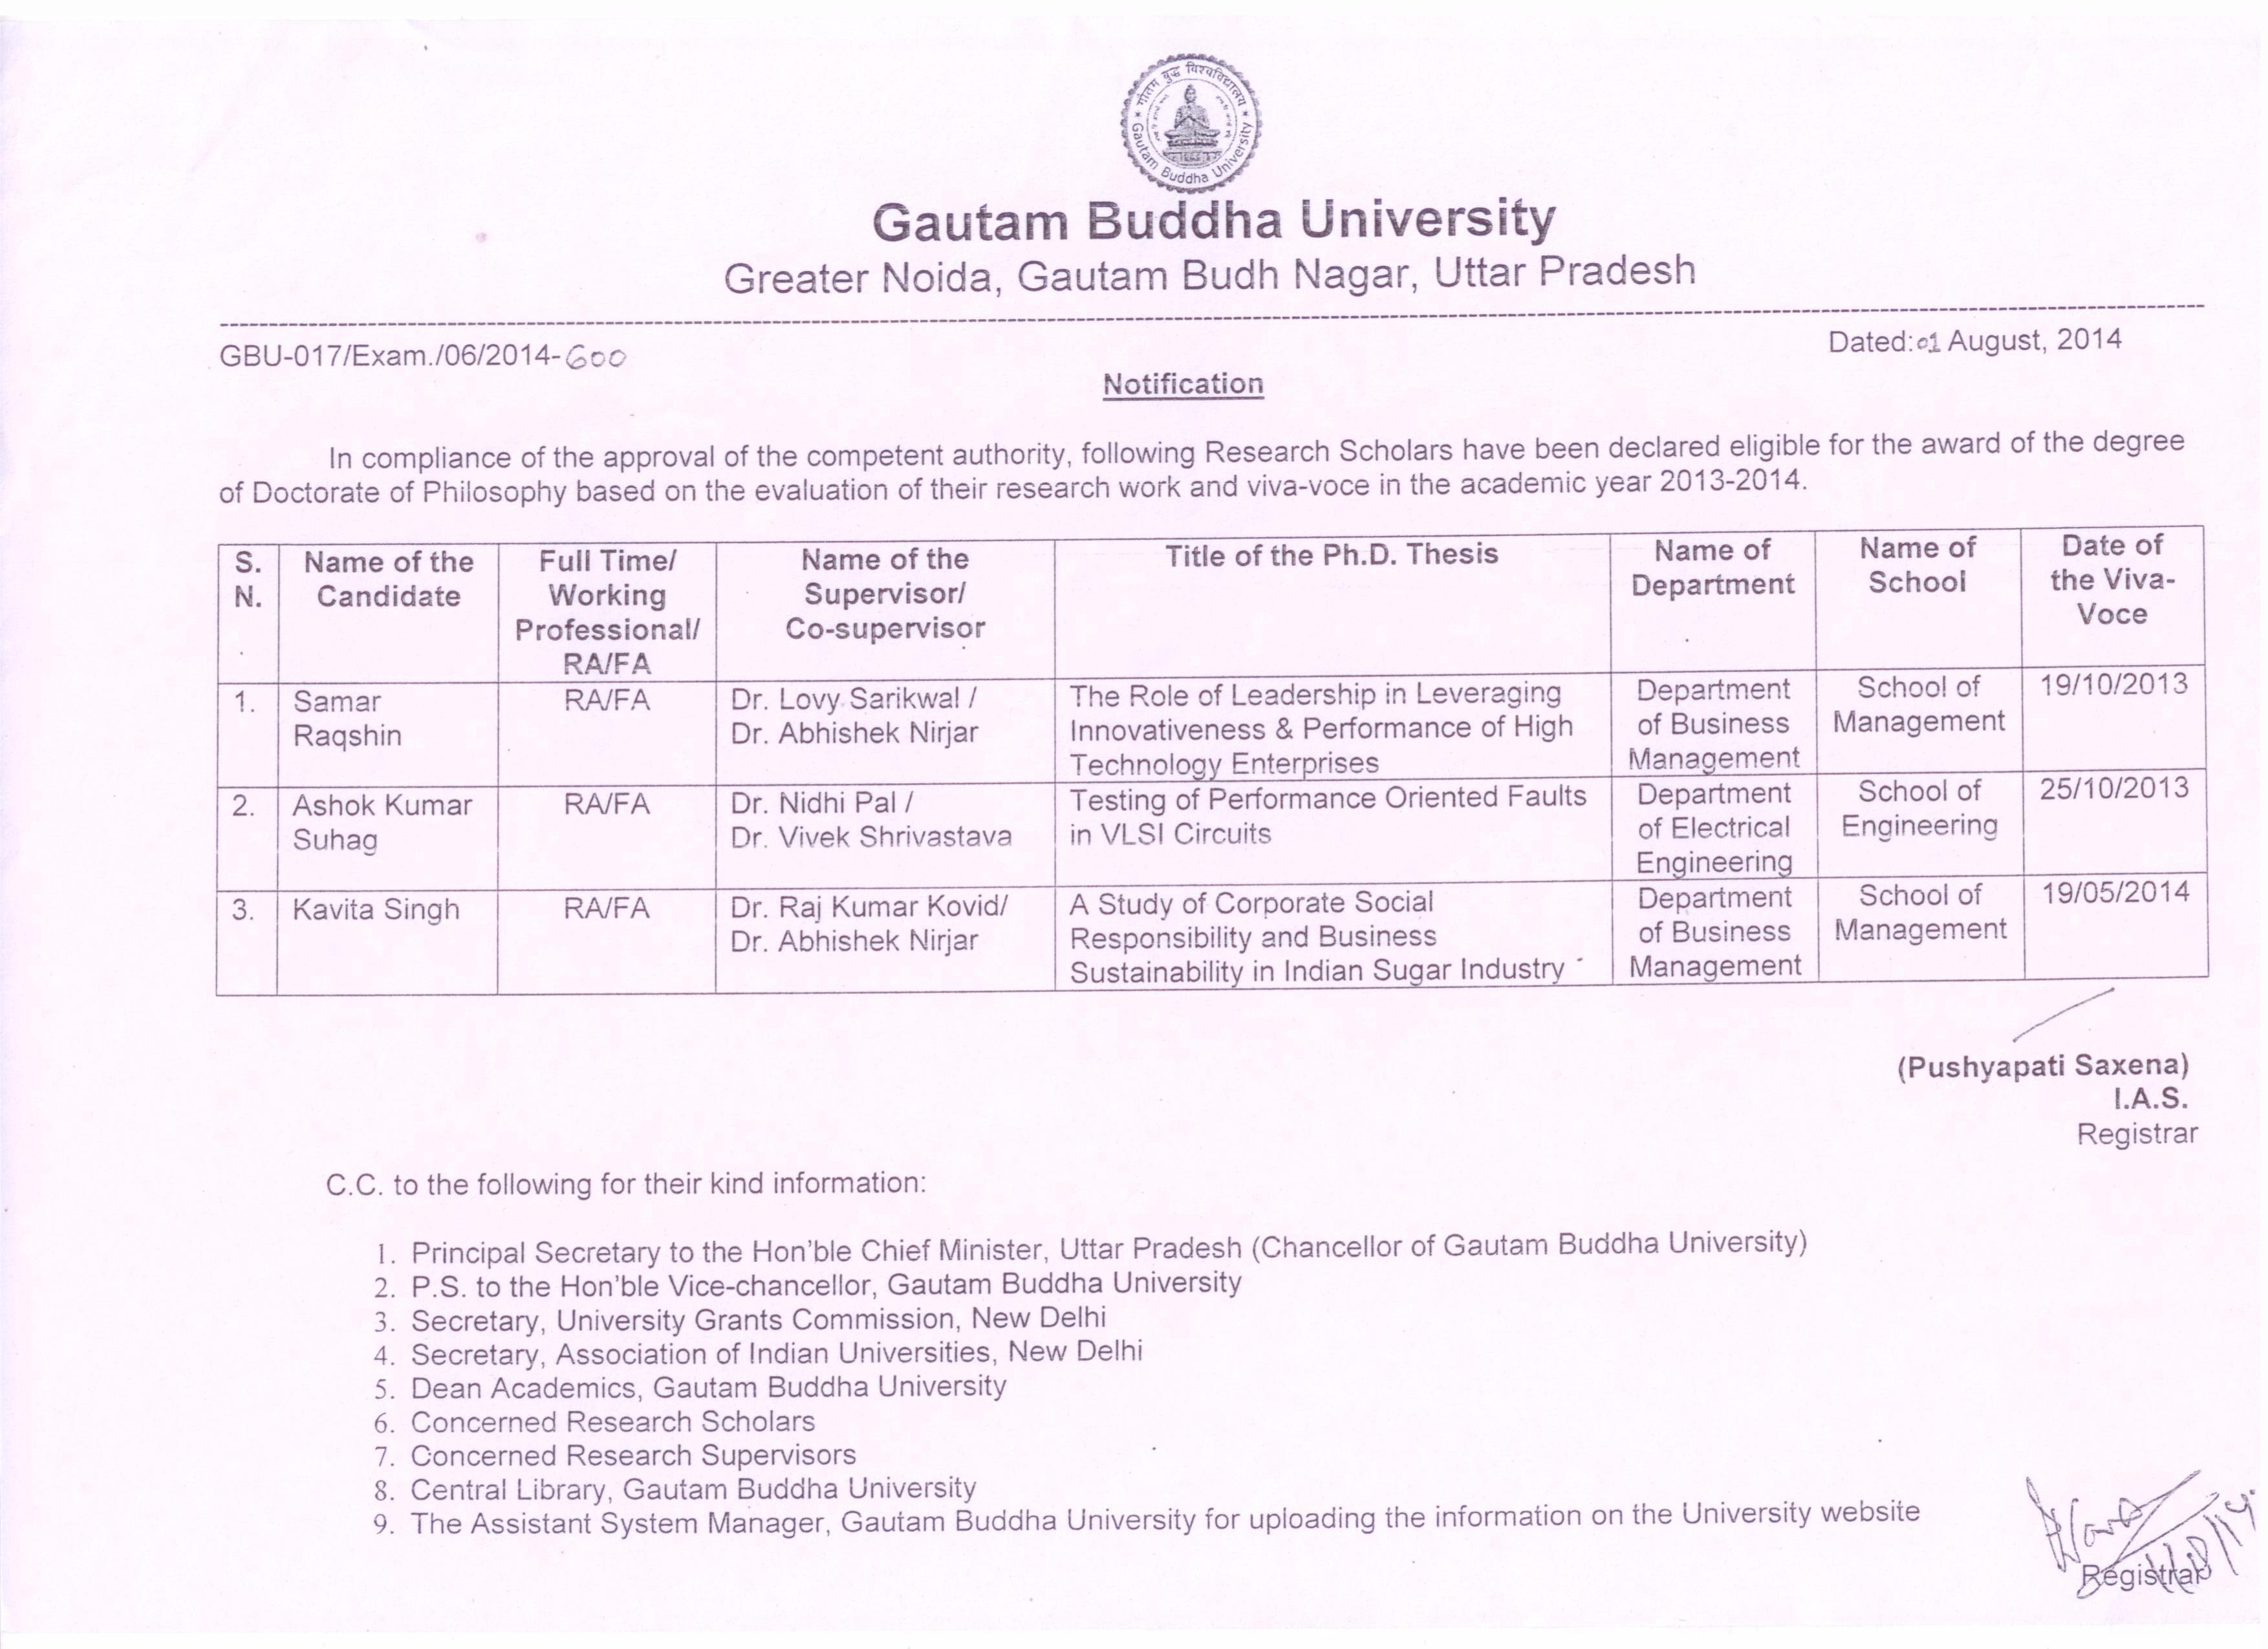 गौतम बुद्ध विश्वविद्यालय
Gautam Buddha University
Gautam Buddha University
Greater Noida, Gautam Budh Nagar, Uttar Pradesh
GBU-017/Exam./06/2014-600
Dated:01 August, 2014
Notification
In compliance of the approval of the competent authority, following Research Scholars have been declared eligible for the award of the degree
of Doctorate of Philosophy based on the evaluation of their research work and viva-voce in the academic year 2013-2014.
S.
N.
Name of the
Candidate
Full Time/
Working
Professional/
RA/FA
Name of the
Supervisor/
Co-supervisor
Title of the Ph.D. Thesis
Name of
Department
Name of
School
Date of
the Viva-
Voce
1.
Samar
Raqshin
RA/FA
Dr. Lovy Sarikwal /
Dr. Abhishek Nirjar
The Role of Leadership in Leveraging
Innovativeness & Performance of High
Technology Enterprises
Department
of Business
Management
School of
Management
19/10/2013
2.
Ashok Kumar
Suhag
RA/FA
Dr. Nidhi Pal /
Dr. Vivek Shrivastava
Testing of Performance Oriented Faults
in VLSI Circuits
Department
of Electrical
Engineering
School of
Engineering
25/10/2013
3.
Kavita Singh
RA/FA
Dr. Raj Kumar Kovid/
Dr. Abhishek Nirjar
A Study of Corporate Social
Responsibility and Business
Sustainability in Indian Sugar Industry
Department
of Business
Management
School of
Management
19/05/2014
(Pushyapati Saxena)
I.A.S.
Registrar
C.C. to the following for their kind information:
1. Principal Secretary to the Hon'ble Chief Minister, Uttar Pradesh (Chancellor of Gautam Buddha University)
2. P.S. to the Hon'ble Vice-chancellor, Gautam Buddha University
3. Secretary, University Grants Commission, New Delhi
4. Secretary, Association of Indian Universities, New Delhi
5. Dean Academics, Gautam Buddha University
6. Concerned Research Scholars
7. Concerned Research Supervisors
8. Central Library, Gautam Buddha University
9. The Assistant System Manager, Gautam Buddha University for uploading the information on the University website
Registrar